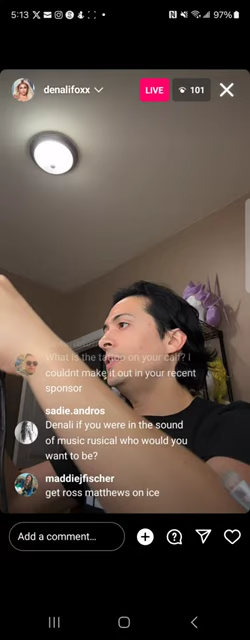 5:13
97%
denalifoxx
LIVE
101
What is the tattoo on your calf? I
couldnt make it out in your recent
sponsor
sadie.andros
Denali if you were in the sound
of music rusical who would you
want to be?
maddiejfischer
get ross matthews on ice
Add a comment...